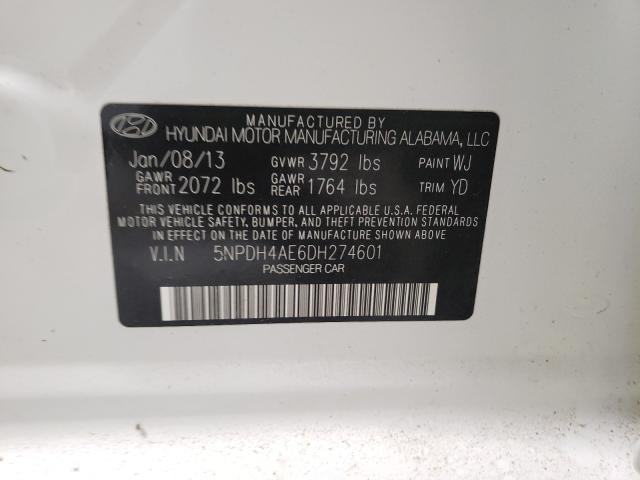 MANUFACTURED BY
HYUNDAI MOTOR MANUFACTURING ALABAMA, LLC
Jan/08/13 GVWR 3792 lbs PAINT WJ
GAWR FRONT 2072 lbs GAWR REAR 1764 lbs TRIM YD
THIS VEHICLE CONFORMS TO ALL APPLICABLE U.S.A. FEDERAL
MOTOR VEHICLE SAFETY, BUMPER, AND THEFT PREVENTION STANDARDS
IN EFFECT ON THE DATE OF MANUFACTURE SHOWN ABOVE
V.I.N 5NPDH4AE6DH274601
PASSENGER CAR